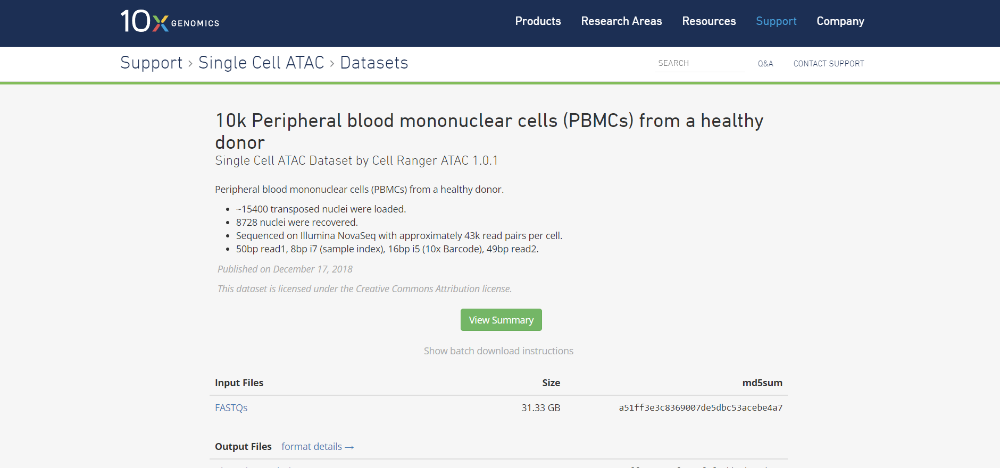 10x GENOMICS
Products Research Areas Resources Support Company
Support › Single Cell ATAC › Datasets
SEARCH Q&A CONTACT SUPPORT
10k Peripheral blood mononuclear cells (PBMCs) from a healthy
donor
Single Cell ATAC Dataset by Cell Ranger ATAC 1.0.1
Peripheral blood mononuclear cells (PBMCs) from a healthy donor.
• ~15400 transposed nuclei were loaded.
• 8728 nuclei were recovered.
• Sequenced on Illumina NovaSeq with approximately 43k read pairs per cell.
• 50bp read1, 8bp i7 (sample index), 16bp i5 (10x Barcode), 49bp read2.
Published on December 17, 2018
This dataset is licensed under the Creative Commons Attribution license.
View Summary
Show batch download instructions
Input Files Size md5sum
FASTQs 31.33 GB a51ff3e3c8369007de5dbc53acebe4a7
Output Files format details →